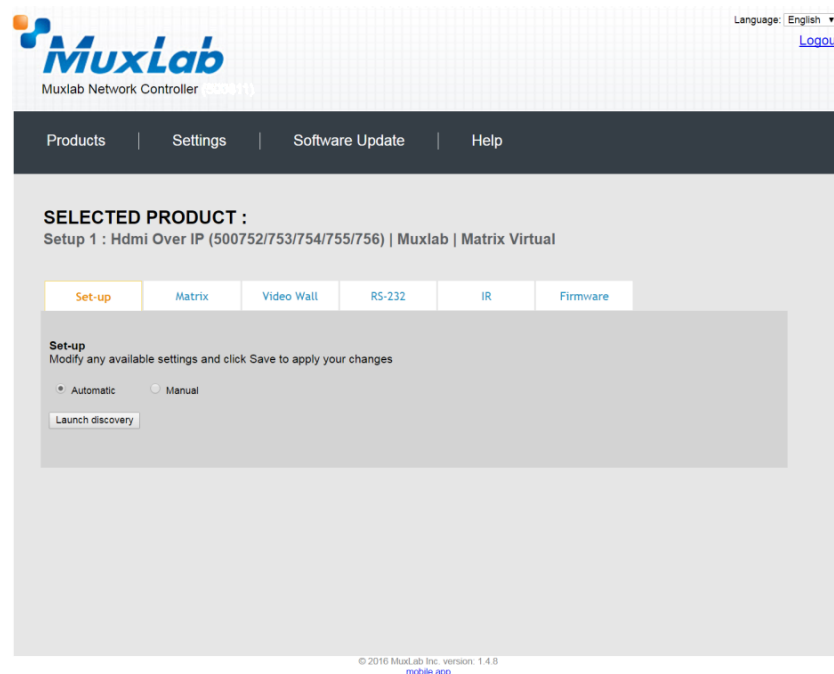 Language: English
Logou
MuxLab
Muxlab Network Controller
Products | Settings | Software Update | Help
SELECTED PRODUCT :
Setup 1 : Hdmi Over IP (500752/753/754/755/756) | Muxlab | Matrix Virtual
Set-up Matrix Video Wall RS-232 IR Firmware
Set-up
Modify any available settings and click Save to apply your changes
Automatic Manual
Launch discovery
© 2016 MuxLab Inc. version: 1.4.8
mobile app